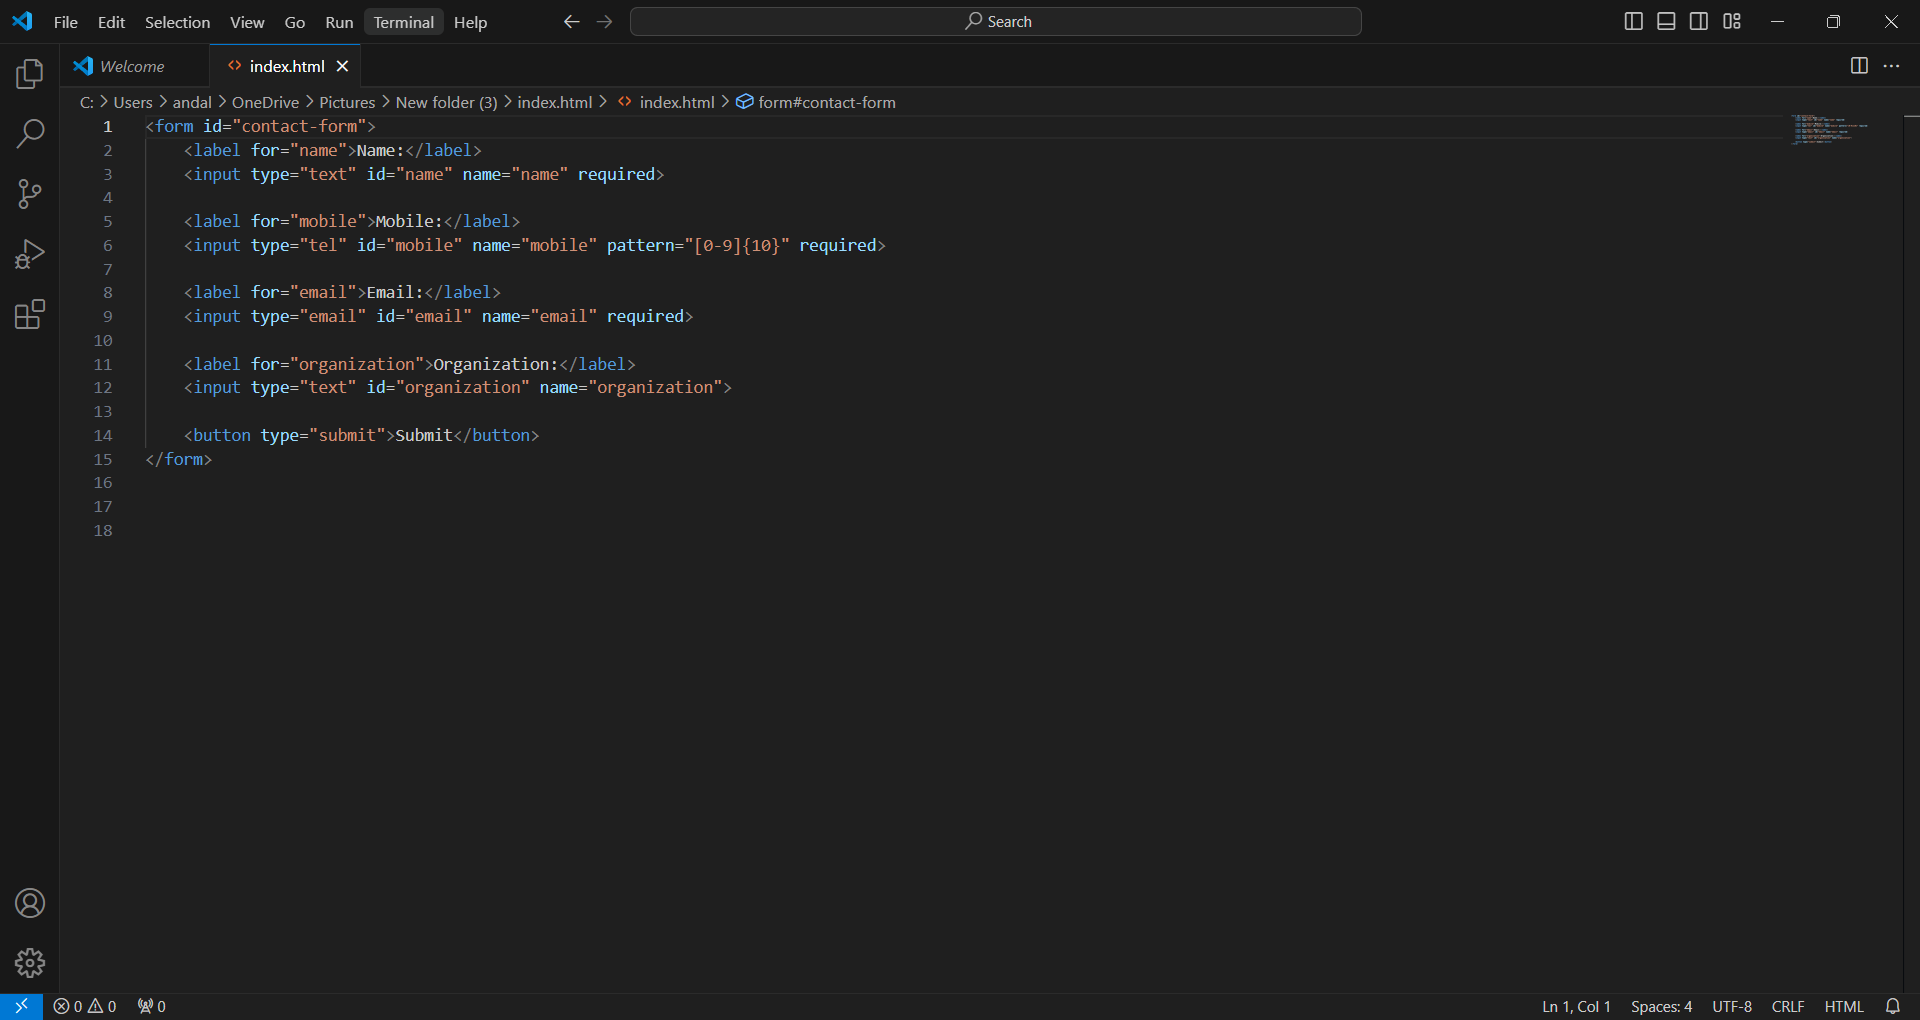 File Edit Selection View Go Run Terminal Help Search
Welcome index.html
C: > Users > andal > OneDrive > Pictures > New folder (3) > index.html > <> index.html > form#contact-form
1 <form id="contact-form">
2     <label for="name">Name:</label>
3     <input type="text" id="name" name="name" required>
4
5     <label for="mobile">Mobile:</label>
6     <input type="tel" id="mobile" name="mobile" pattern="[0-9]{10}" required>
7
8     <label for="email">Email:</label>
9     <input type="email" id="email" name="email" required>
10
11     <label for="organization">Organization:</label>
12     <input type="text" id="organization" name="organization">
13
14     <button type="submit">Submit</button>
15 </form>
16
17
18
0 0 0 Ln 1, Col 1 Spaces: 4 UTF-8 CRLF HTML